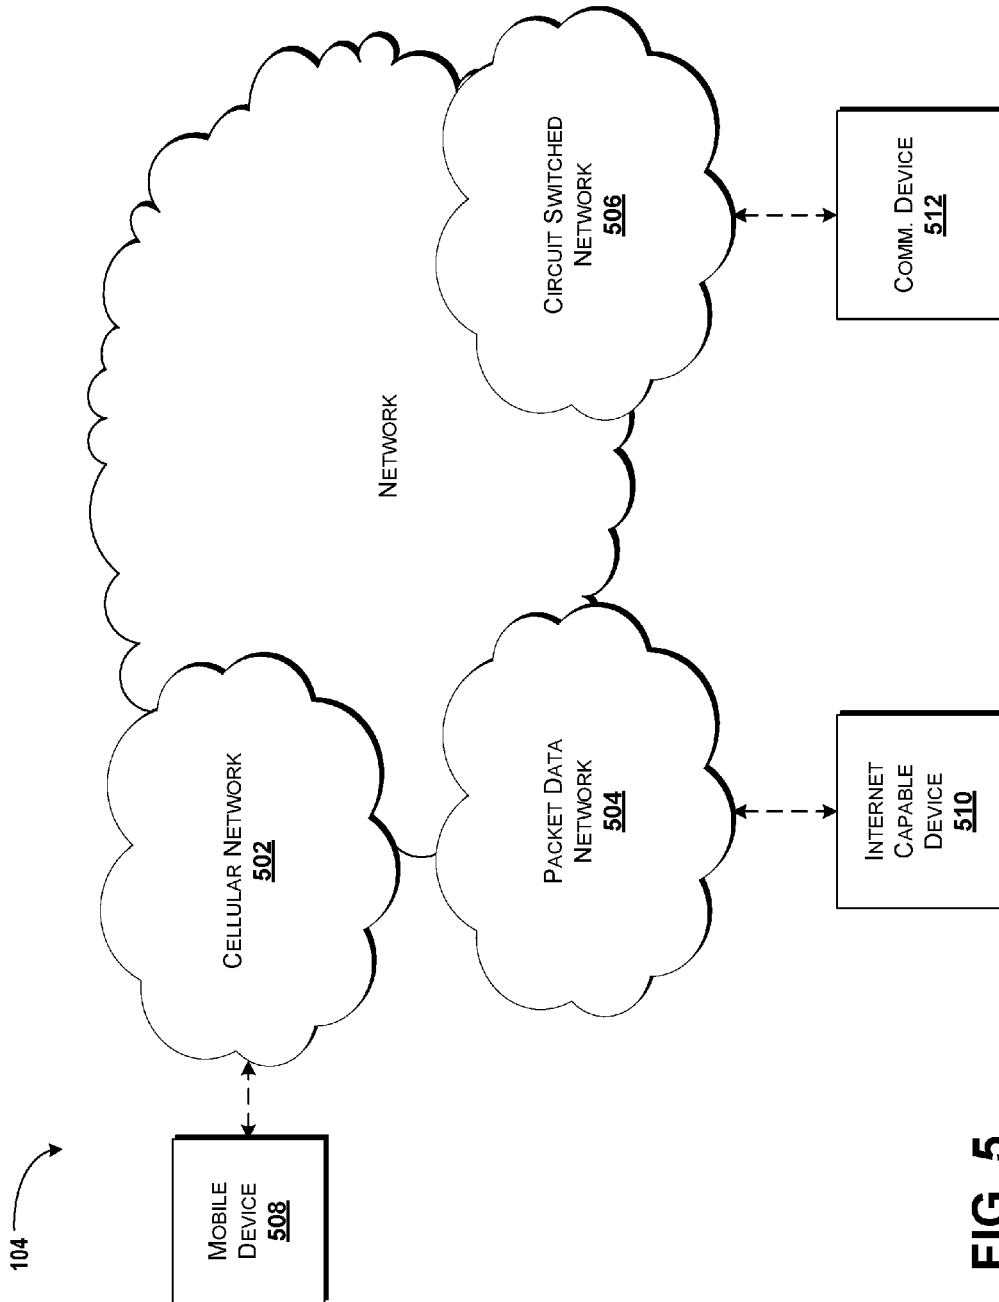 104
MOBILE
DEVICE
508
CELLULAR NETWORK
502
NETWORK
PACKET DATA
NETWORK
504
CIRCUIT SWITCHED
NETWORK
506
INTERNET
CAPABLE
DEVICE
510
COMM. DEVICE
512
FIG. 5